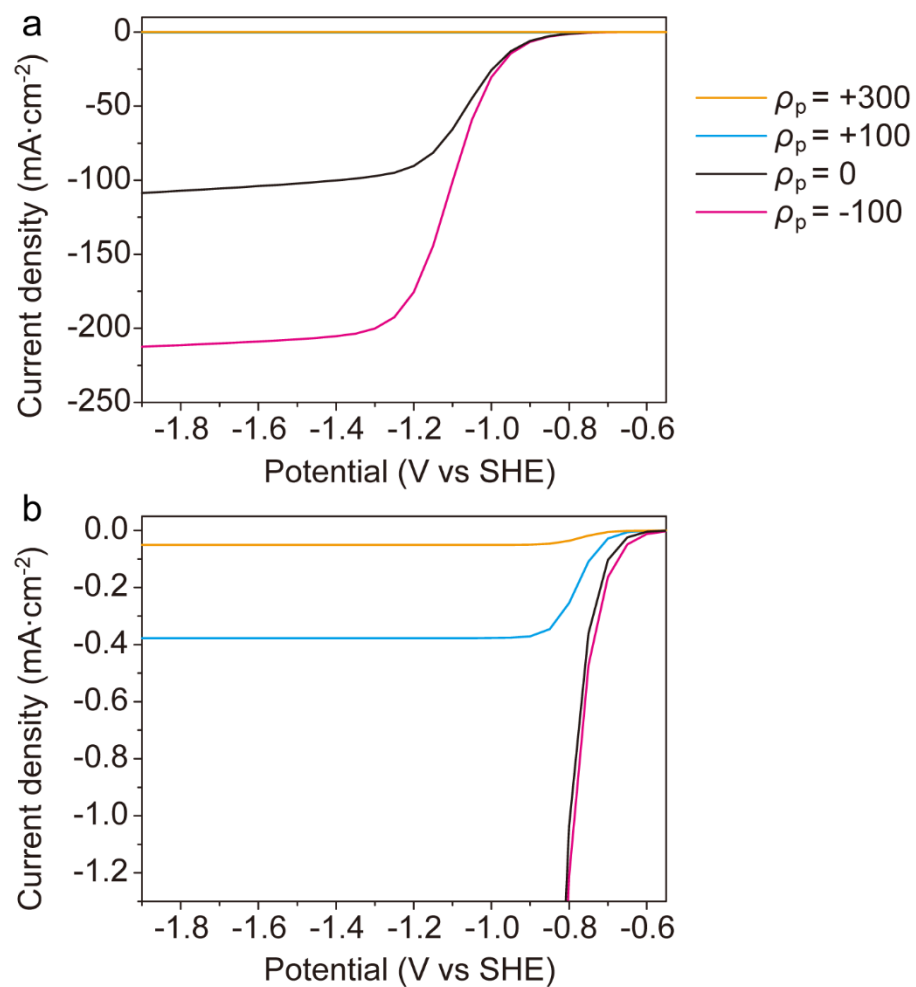 a
0
-50
-100
-150
-200
-250
Current density (mA·cm⁻²)
-1.8 -1.6 -1.4 -1.2 -1.0 -0.8 -0.6
Potential (V vs SHE)
ρp = +300
ρp = +100
ρp = 0
ρp = -100
b
0.0
-0.2
-0.4
-0.6
-0.8
-1.0
-1.2
Current density (mA·cm⁻²)
-1.8 -1.6 -1.4 -1.2 -1.0 -0.8 -0.6
Potential (V vs SHE)